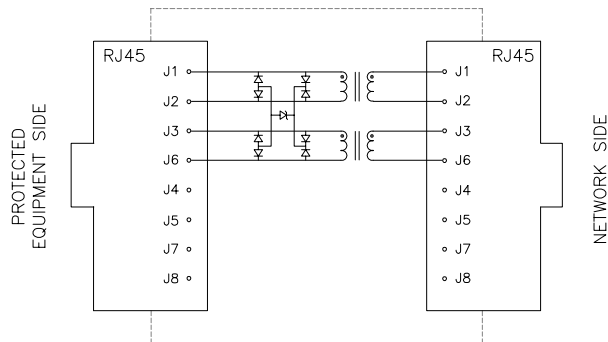 RJ45
J1
J2
J3
J6
J4
J5
J7
J8
PROTECTED
EQUIPMENT SIDE
RJ45
J1
J2
J3
J6
J4
J5
J7
J8
NETWORK SIDE